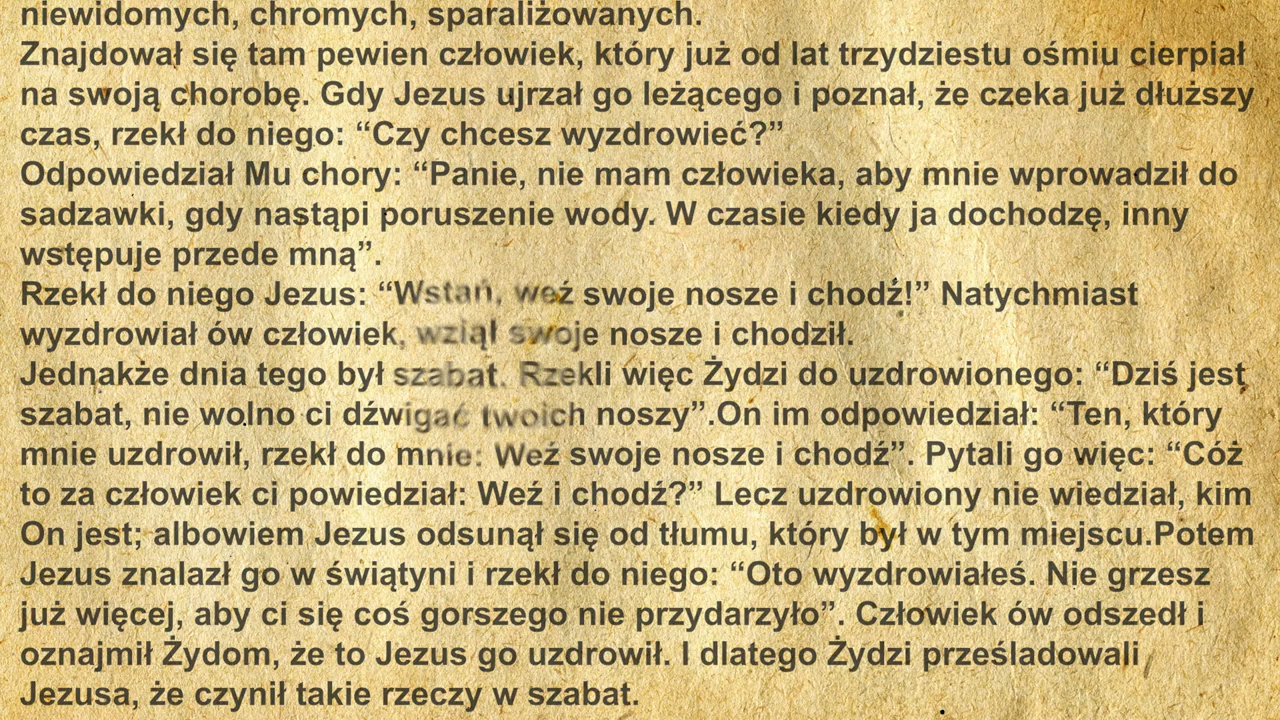 niewidomych, chromych, sparaliżowanych.
Znajdował się tam pewien człowiek, który już od lat trzydziestu ośmiu cierpiał
na swoją chorobę. Gdy Jezus ujrzał go leżącego i poznał, że czeka już dłuższy
czas, rzekł do niego: “Czy chcesz wyzdrowieć?”
Odpowiedział Mu chory: “Panie, nie mam człowieka, aby mnie wprowadził do
sadzawki, gdy nastąpi poruszenie wody. W czasie kiedy ja dochodzę, inny
wstępuje przede mną”.
Rzekł do niego Jezus: “Wstań, weź swoje nosze i chodź!” Natychmiast
wyzdrowiał ów człowiek, wziął swoje nosze i chodził.
Jednakże dnia tego był szabat. Rzekli więc Żydzi do uzdrowionego: “Dziś jest
szabat, nie wolno ci dźwigać twoich noszy”.On im odpowiedział: “Ten, który
mnie uzdrowił, rzekł do mnie: Weź swoje nosze i chodź”. Pytali go więc: “Cóż
to za człowiek ci powiedział: Weź i chodź?” Lecz uzdrowiony nie wiedział, kim
On jest; albowiem Jezus odsunął się od tłumu, który był w tym miejscu.Potem
Jezus znalazł go w świątyni i rzekł do niego: “Oto wyzdrowiałeś. Nie grzesz
już więcej, aby ci się coś gorszego nie przydarzyło”. Człowiek ów odszedł i
oznajmił Żydom, że to Jezus go uzdrowił. I dlatego Żydzi prześladowali
Jezusa, że czynił takie rzeczy w szabat.